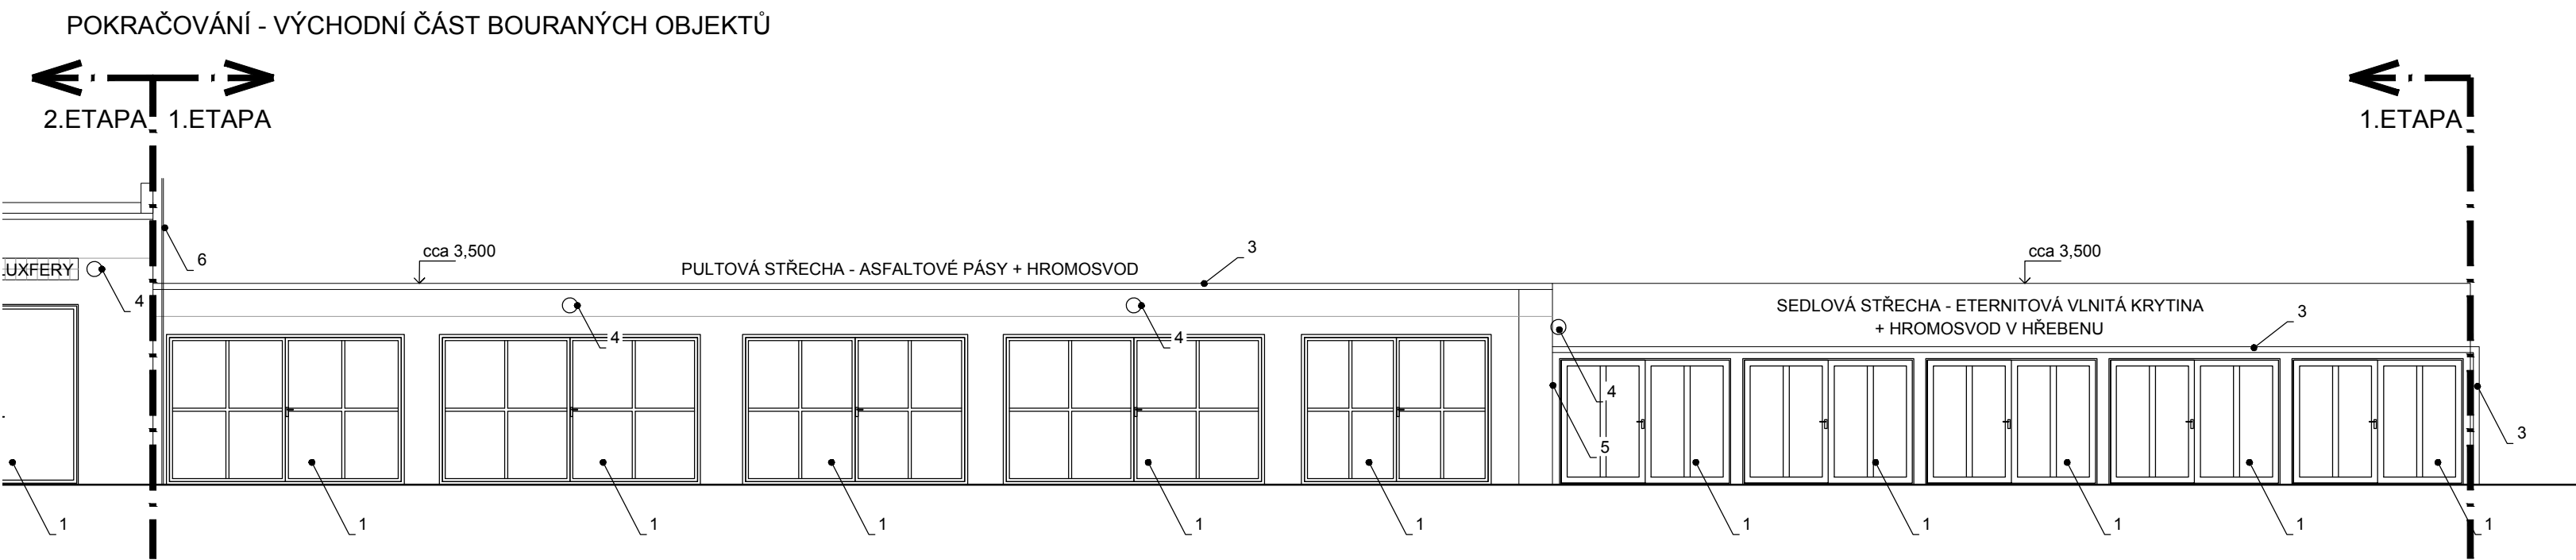 POKRAČOVÁNÍ - VÝCHODNÍ ČÁST BOURANÝCH OBJEKTŮ
2.ETAPA 1.ETAPA 1.ETAPA
cca 3,500 3 cca 3,500
6 PULTOVÁ STŘECHA - ASFALTOVÉ PÁSY + HROMOSVOD
LUXFERY
4 SEDLOVÁ STŘECHA - ETERNITOVÁ VLNITÁ KRYTINA 3
+ HROMOSVOD V HŘEBENU
4 4
4
5 3
1 1 1 1 1 1 1 1 1 1 1